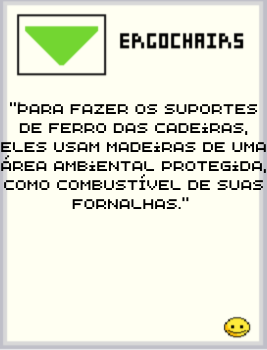 ERGOCHAIRS
"PARA FAZER OS SUPORTES
DE FERRO DAS CADEiRAS,
ELES USAM MADEiRAS DE UMA
ÁREA AMBiENTAL PROTEGiDA,
COMO COMBUSTÍVEL DE SUAS
FORNALHAS."